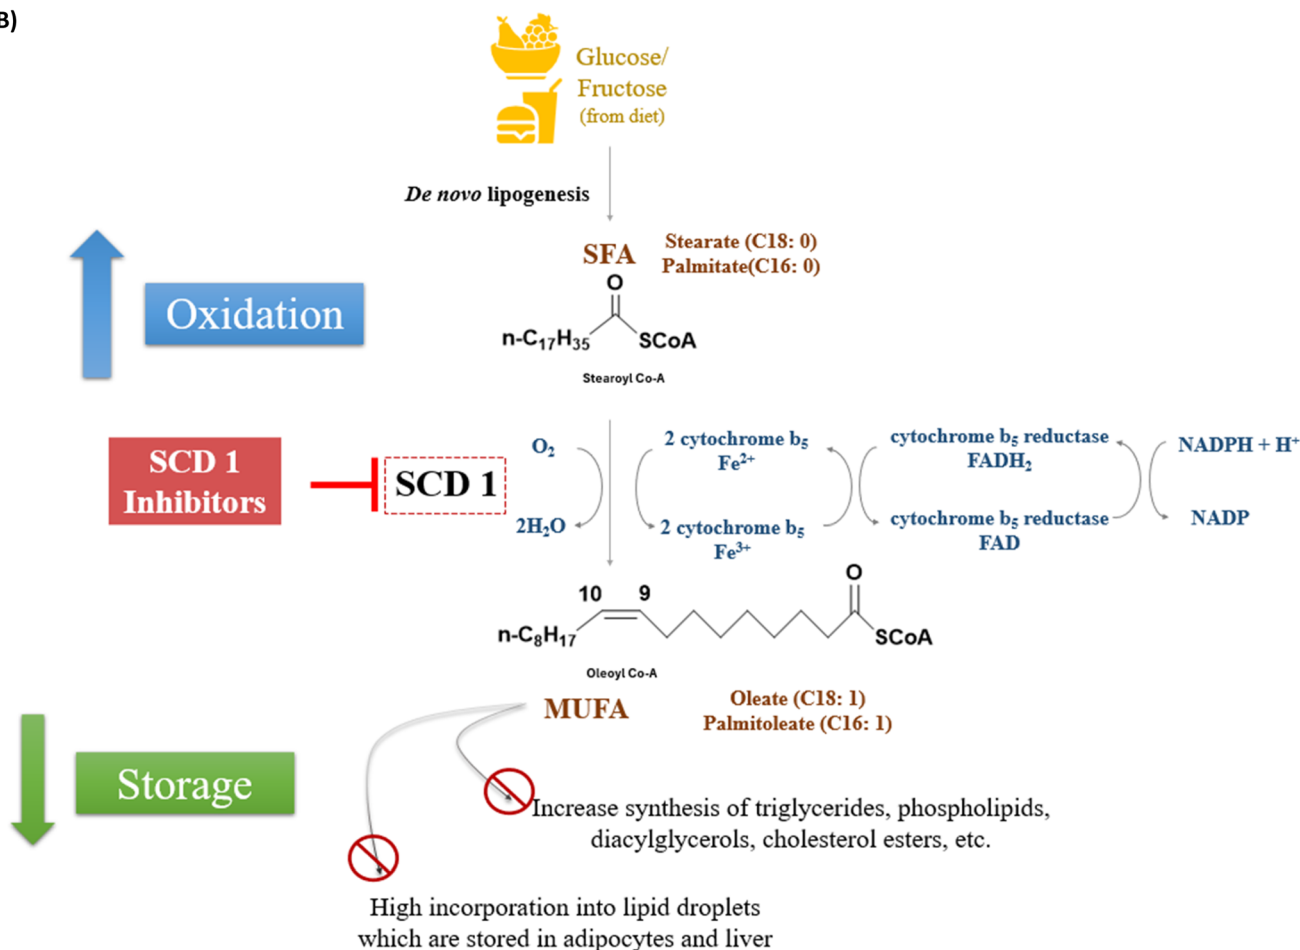 B)
Glucose/
Fructose
(from diet)
De novo lipogenesis
SFA
Stearate (C18: 0)
Palmitate(C16: 0)
Oxidation
O
n-C₁₇H₃₅
SCoA
Stearoyl Co-A
SCD 1
Inhibitors
SCD 1
O₂
2H₂O
2 cytochrome b₅
Fe²⁺
2 cytochrome b₅
Fe³⁺
cytochrome b₅ reductase
FADH₂
cytochrome b₅ reductase
FAD
NADPH + H⁺
NADP
10 9
O
n-C₈H₁₇
SCoA
Oleoyl Co-A
MUFA
Oleate (C18: 1)
Palmitoleate (C16: 1)
Storage
Increase synthesis of triglycerides, phospholipids,
diacylglycerols, cholesterol esters, etc.
High incorporation into lipid droplets
which are stored in adipocytes and liver